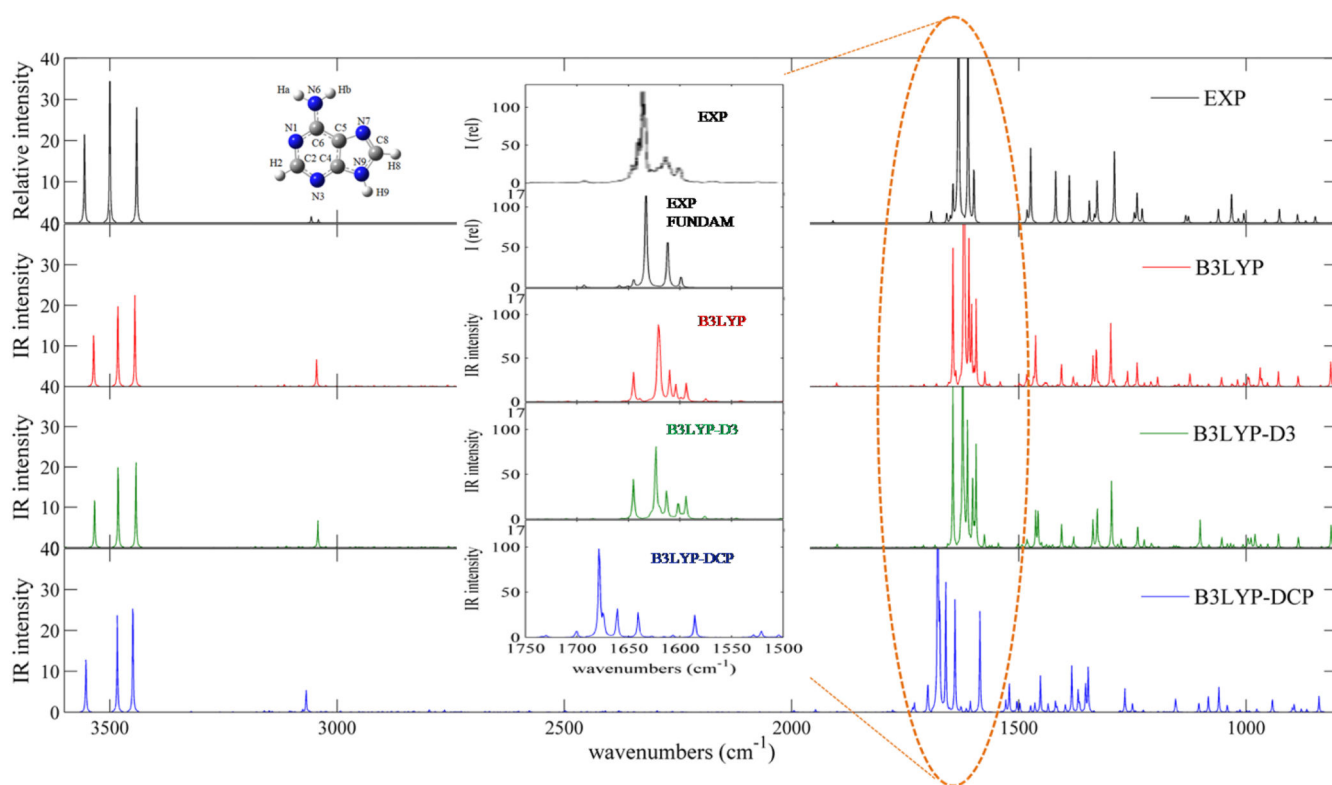 40
30
20
10
40
Relative intensity
EXP
Ha
N6
Hb
N1
C5
N7
C6
C8
H2
C2
C4
N9
H8
N3
H9
30
20
10
40
IR intensity
B3LYP
30
20
10
40
IR intensity
B3LYP-D3
30
20
10
0
IR intensity
B3LYP-DCP
3500
3000
2500
2000
1500
1000
wavenumbers (cm-1)
100
50
0
I (rel)
EXP
17
100
50
0
I (rel)
EXP
FUNDAM
17
100
50
0
IR intensity
B3LYP
17
100
50
0
IR intensity
B3LYP-D3
17
100
50
0
IR intensity
B3LYP-DCP
1750
1700
1650
1600
1550
1500
wavenumbers (cm-1)